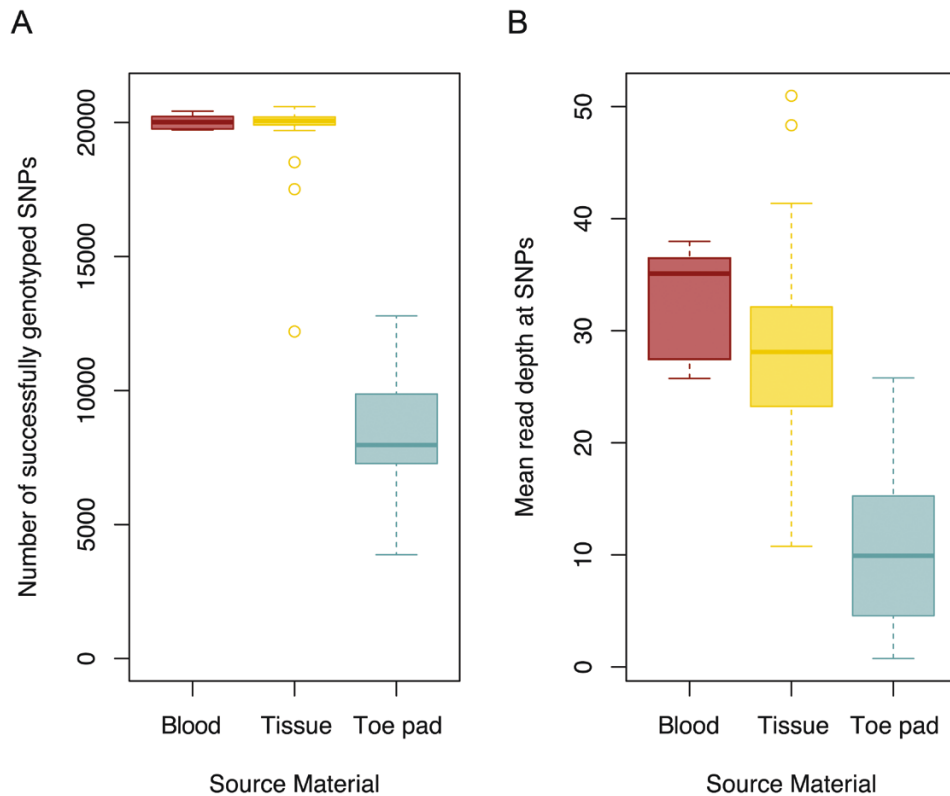 A
Number of successfully genotyped SNPs
20000
15000
10000
5000
0
Blood
Tissue
Toe pad
Source Material
B
Mean read depth at SNPs
50
40
30
20
10
0
Blood
Tissue
Toe pad
Source Material